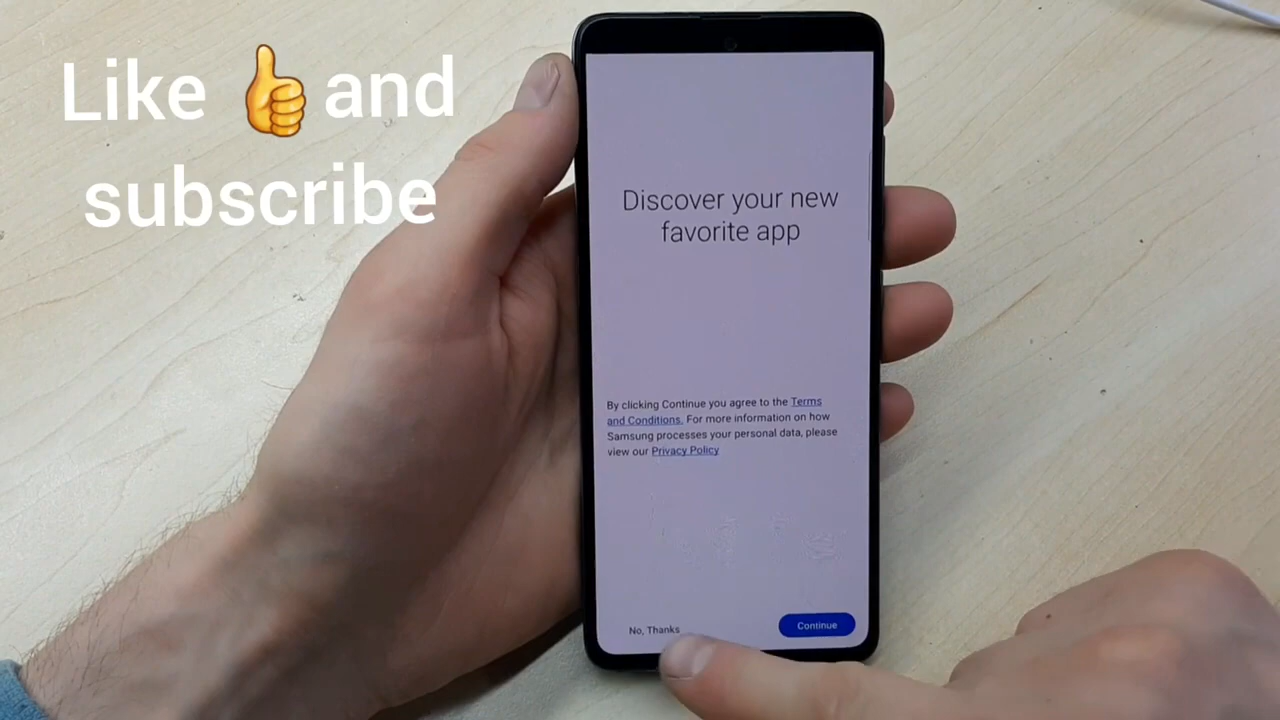 Like 👍 and
subscribe
Discover your new
favorite app
By clicking Continue you agree to the Terms
and Conditions. For more information on how
Samsung processes your personal data, please
view our Privacy Policy
No, Thanks
Continue